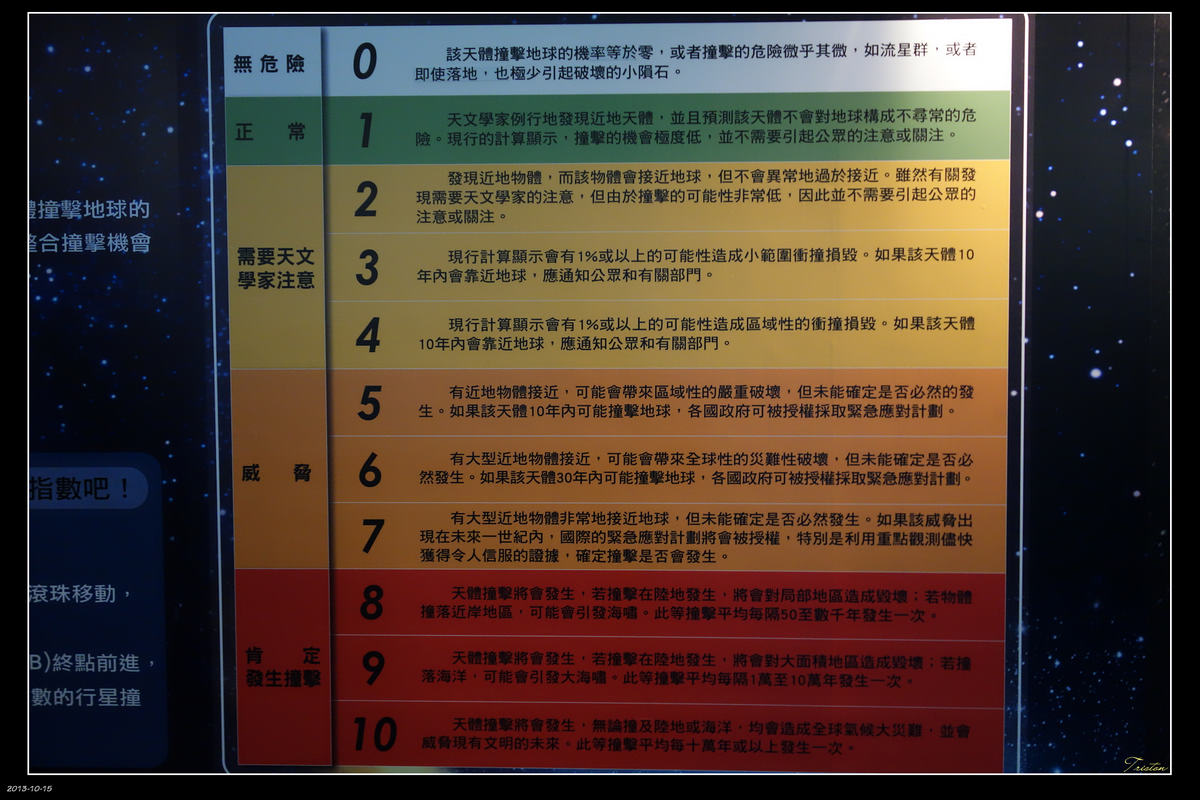 無危險
0
該天體撞擊地球的機率等於零，或者撞擊的危險微乎其微，如流星群，或者
即使落地，也極少引起破壞的小隕石。
正 常
1
天文學家例行地發現近地天體，並且預測該天體不會對地球構成不尋常的危
險。現行的計算顯示，撞擊的機會極度低，並不需要引起公眾的注意或關注。
需要天文
學家注意
2
發現近地物體，而該物體會接近地球，但不會異常地過於接近。雖然有關發
現需要天文學家的注意，但由於撞擊的可能性非常低，因此並不需要引起公眾的
注意或關注。
3
現行計算顯示會有1%或以上的可能性造成小範圍衝撞損毀。如果該天體10
年內會靠近地球，應通知公眾和有關部門。
4
現行計算顯示會有1%或以上的可能性造成區域性的衝撞損毀。如果該天體
10年內會靠近地球，應通知公眾和有關部門。
威 脅
5
有近地物體接近，可能會帶來區域性的嚴重破壞，但未能確定是否必然的發
生。如果該天體10年內可能撞擊地球，各國政府可被授權採取緊急應對計劃。
6
有大型近地物體接近，可能會帶來全球性的災難性破壞，但未能確定是否必
然發生。如果該天體30年內可能撞擊地球，各國政府可被授權採取緊急應對計劃。
7
有大型近地物體非常地接近地球，但未能確定是否必然發生。如果該威脅出
現在未來一世紀內，國際的緊急應對計劃將會被授權，特別是利用重點觀測儘快
獲得令人信服的證據，確定撞擊是否會發生。
肯 定
發生撞擊
8
天體撞擊將會發生，若撞擊在陸地發生，將會對局部地區造成毀壞；若物體
撞落近岸地區，可能會引發海嘯。此等撞擊平均每隔50至數千年發生一次。
9
天體撞擊將會發生，若撞擊在陸地發生，將會對大面積地區造成毀壞；若撞
落海洋，可能會引發大海嘯。此等撞擊平均每隔1萬至10萬年發生一次。
10
天體撞擊將會發生，無論撞及陸地或海洋，均會造成全球氣候大災難，並會
威脅現有文明的未來。此等撞擊平均每十萬年或以上發生一次。
撞擊地球的
整合撞擊機會
指數吧！
滾珠移動，
B)終點前進，
數的行星撞
Triston
2013-10-15